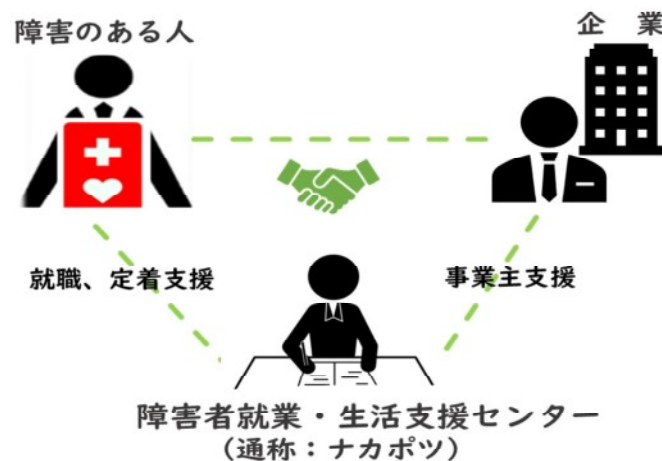 障害のある人
企　業
就職、定着支援
事業主支援
障害者就業・生活支援センター
（通称：ナカポツ）